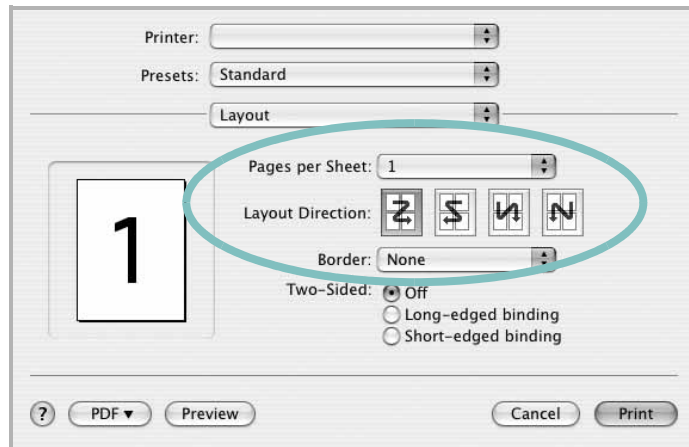 Printer:
Presets: Standard
Layout
Pages per Sheet: 1
Layout Direction:
Border: None
Two-Sided: Off
Long-edged binding
Short-edged binding
1
? PDF▼ Preview Cancel Print